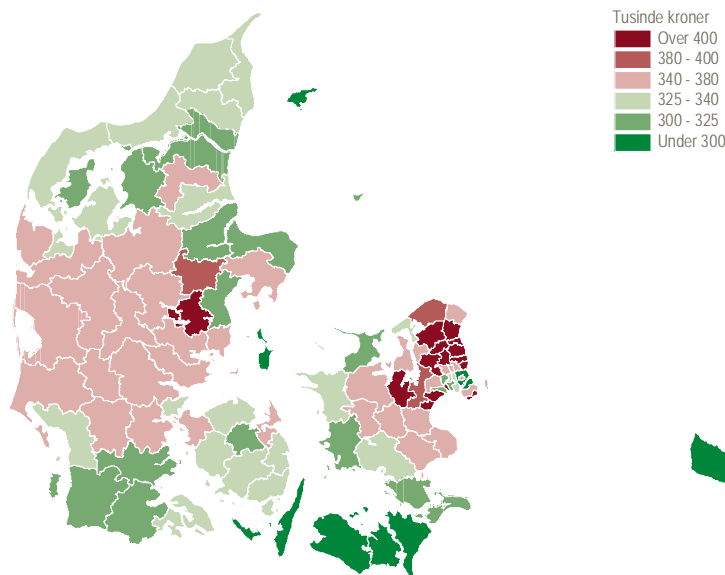 Tusinde kroner
Over 400
380 - 400
340 - 380
325 - 340
300 - 325
Under 300